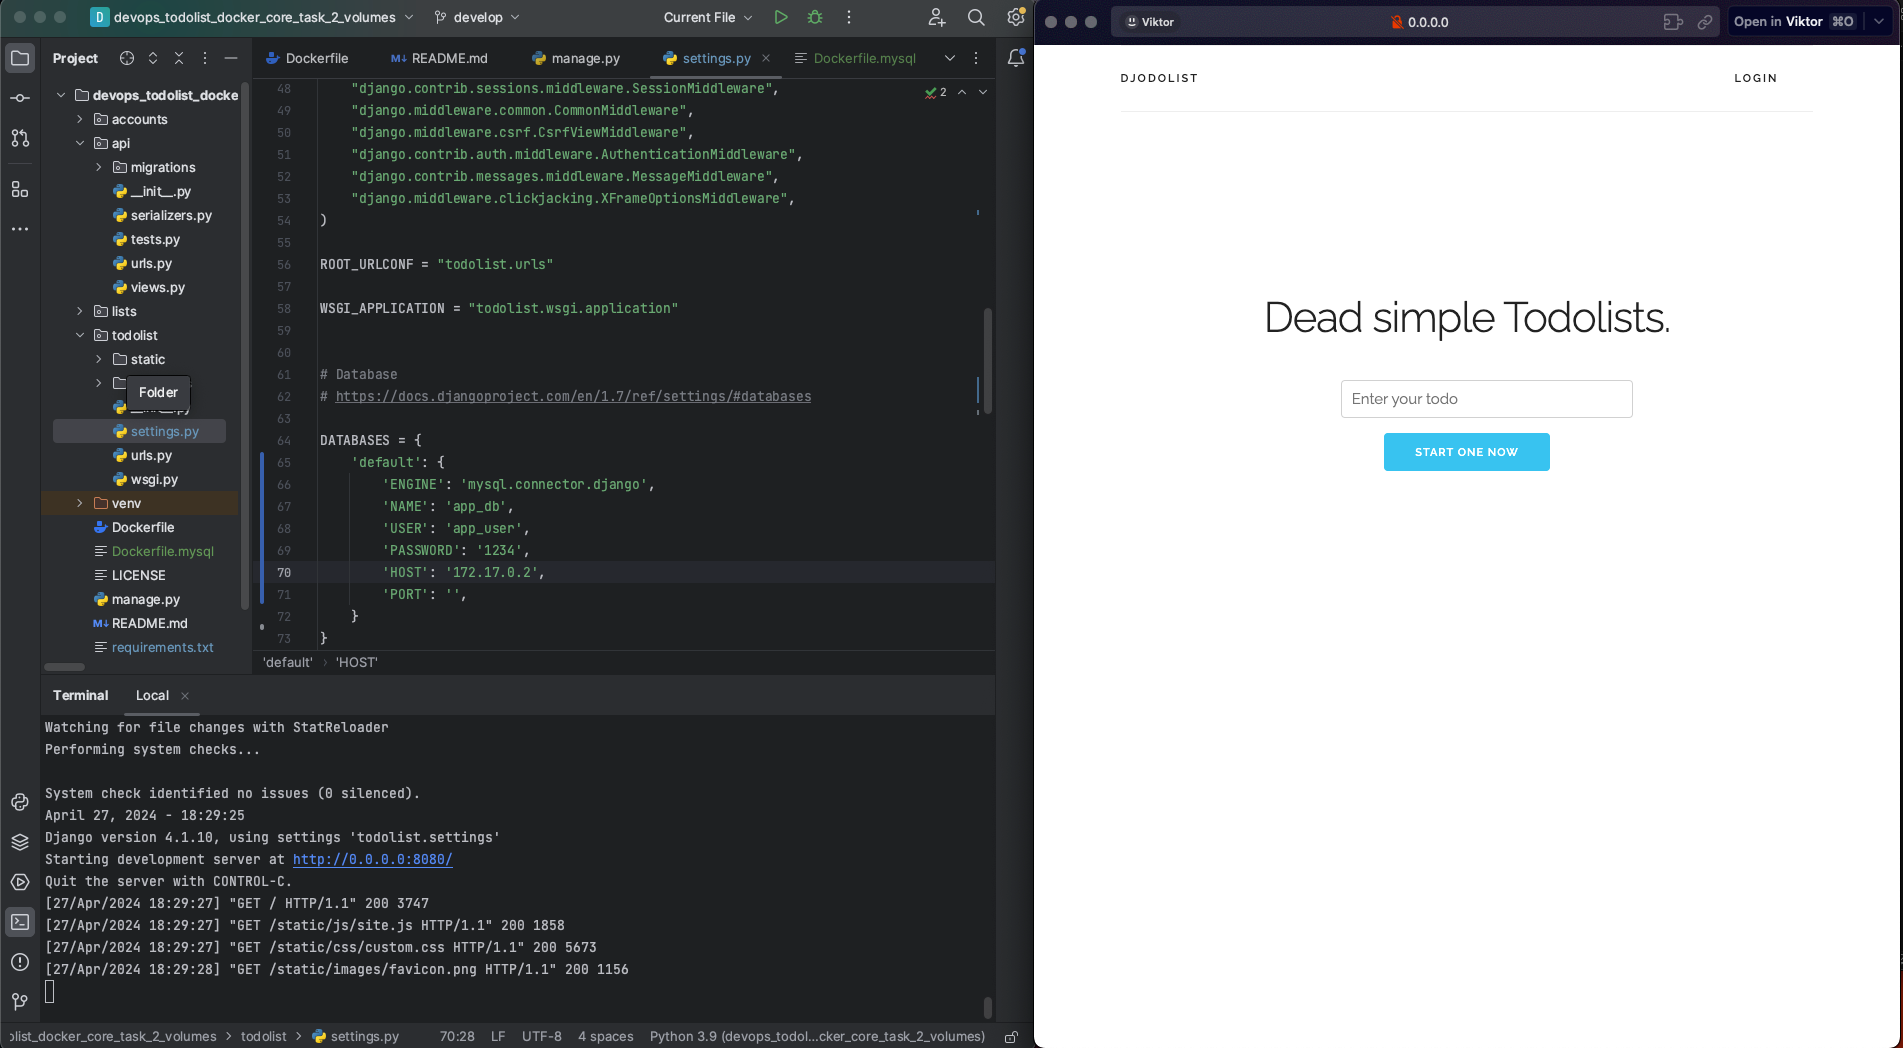 D devops_todolist_docker_core_task_2_volumes develop Current File
Project
devops_todolist_docke
accounts
api
migrations
__init__.py
serializers.py
tests.py
urls.py
views.py
lists
todolist
static
Folder
__init__.py
settings.py
urls.py
wsgi.py
venv
Dockerfile
Dockerfile.mysql
LICENSE
manage.py
M↓ README.md
requirements.txt
Dockerfile M↓ README.md manage.py settings.py Dockerfile.mysql
2
48 "django.contrib.sessions.middleware.SessionMiddleware",
49 "django.middleware.common.CommonMiddleware",
50 "django.middleware.csrf.CsrfViewMiddleware",
51 "django.contrib.auth.middleware.AuthenticationMiddleware",
52 "django.contrib.messages.middleware.MessageMiddleware",
53 "django.middleware.clickjacking.XFrameOptionsMiddleware",
54 )
55
56 ROOT_URLCONF = "todolist.urls"
57
58 WSGI_APPLICATION = "todolist.wsgi.application"
59
60
61 # Database
62 # https://docs.djangoproject.com/en/1.7/ref/settings/#databases
63
64 DATABASES = {
65 'default': {
66 'ENGINE': 'mysql.connector.django',
67 'NAME': 'app_db',
68 'USER': 'app_user',
69 'PASSWORD': '1234',
70 'HOST': '172.17.0.2',
71 'PORT': '',
72 }
73 }
'default' › 'HOST'
Terminal Local
Watching for file changes with StatReloader
Performing system checks...
System check identified no issues (0 silenced).
April 27, 2024 - 18:29:25
Django version 4.1.10, using settings 'todolist.settings'
Starting development server at http://0.0.0.0:8080/
Quit the server with CONTROL-C.
[27/Apr/2024 18:29:27] "GET / HTTP/1.1" 200 3747
[27/Apr/2024 18:29:27] "GET /static/js/site.js HTTP/1.1" 200 1858
[27/Apr/2024 18:29:27] "GET /static/css/custom.css HTTP/1.1" 200 5673
[27/Apr/2024 18:29:28] "GET /static/images/favicon.png HTTP/1.1" 200 1156
olist_docker_core_task_2_volumes › todolist › settings.py 70:28 LF UTF-8 4 spaces Python 3.9 (devops_todol...cker_core_task_2_volumes)
Viktor 0.0.0.0 Open in Viktor ⌘O
DJODOLIST LOGIN
Dead simple Todolists.
Enter your todo
START ONE NOW